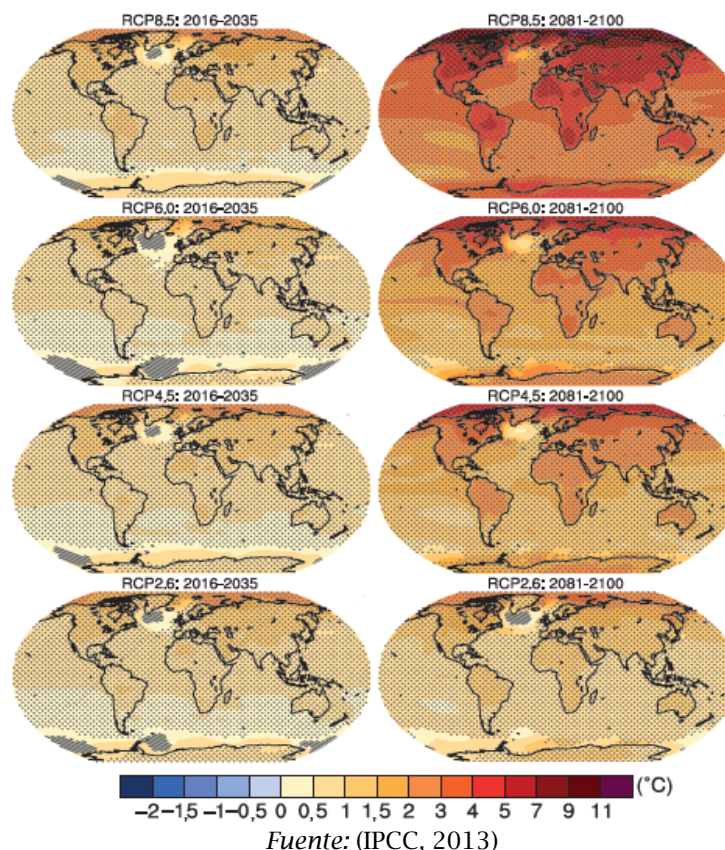 RCP8,5: 2016–2035
RCP8,5: 2081-2100
RCP6,0: 2016–2035
RCP6,0: 2081-2100
RCP4,5: 2016–2035
RCP4,5: 2081-2100
RCP2,6: 2016–2035
RCP2,6: 2081-2100
(°C)
−2 −1,5 −1 −0,5 0 0,5 1 1,5 2 3 4 5 7 9 11
Fuente: (IPCC, 2013)